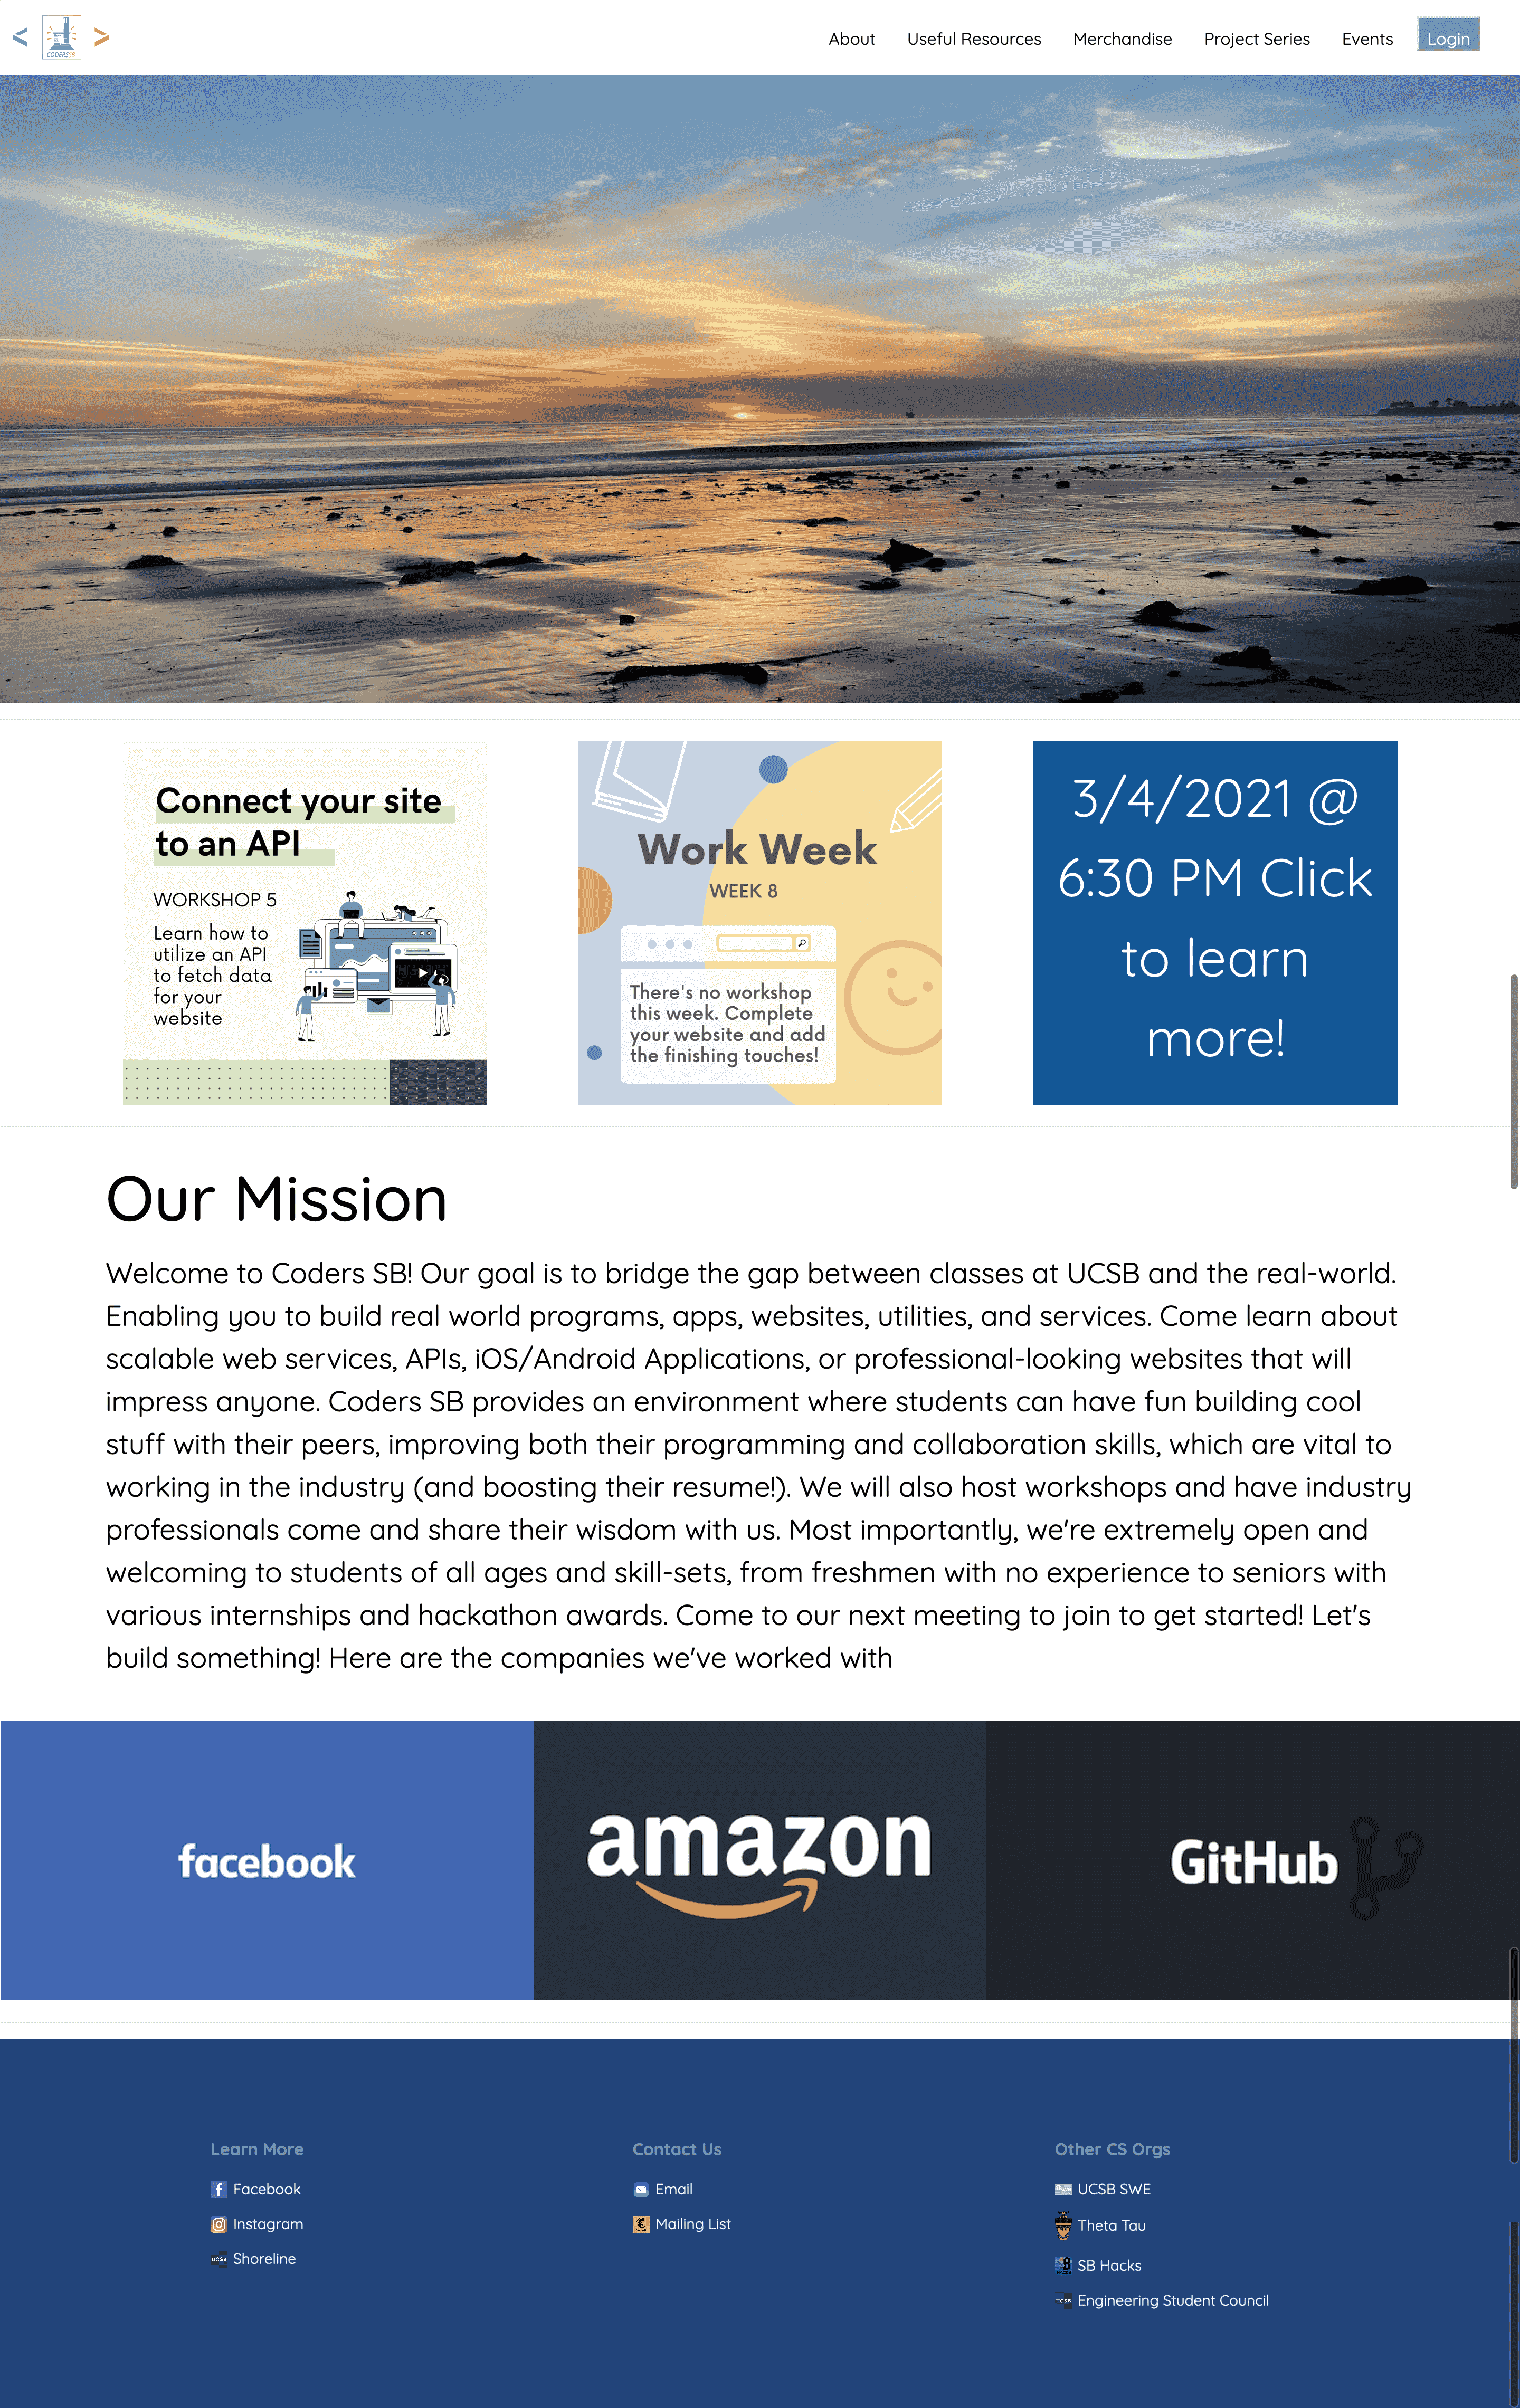 < CODERS SB >
About Useful Resources Merchandise Project Series Events Login
Connect your site
to an API
WORKSHOP 5
Learn how to
utilize an API
to fetch data
for your
website
Work Week
WEEK 8
There's no workshop
this week. Complete
your website and add
the finishing touches!
3/4/2021 @
6:30 PM Click
to learn
more!
Our Mission
Welcome to Coders SB! Our goal is to bridge the gap between classes at UCSB and the real-world.
Enabling you to build real world programs, apps, websites, utilities, and services. Come learn about
scalable web services, APIs, iOS/Android Applications, or professional-looking websites that will
impress anyone. Coders SB provides an environment where students can have fun building cool
stuff with their peers, improving both their programming and collaboration skills, which are vital to
working in the industry (and boosting their resume!). We will also host workshops and have industry
professionals come and share their wisdom with us. Most importantly, we're extremely open and
welcoming to students of all ages and skill-sets, from freshmen with no experience to seniors with
various internships and hackathon awards. Come to our next meeting to join to get started! Let's
build something! Here are the companies we've worked with
facebook
amazon
GitHub
Learn More
Facebook
Instagram
UCSB Shoreline
Contact Us
Email
Mailing List
Other CS Orgs
UCSB SWE
Theta Tau
SB Hacks
UCSB Engineering Student Council